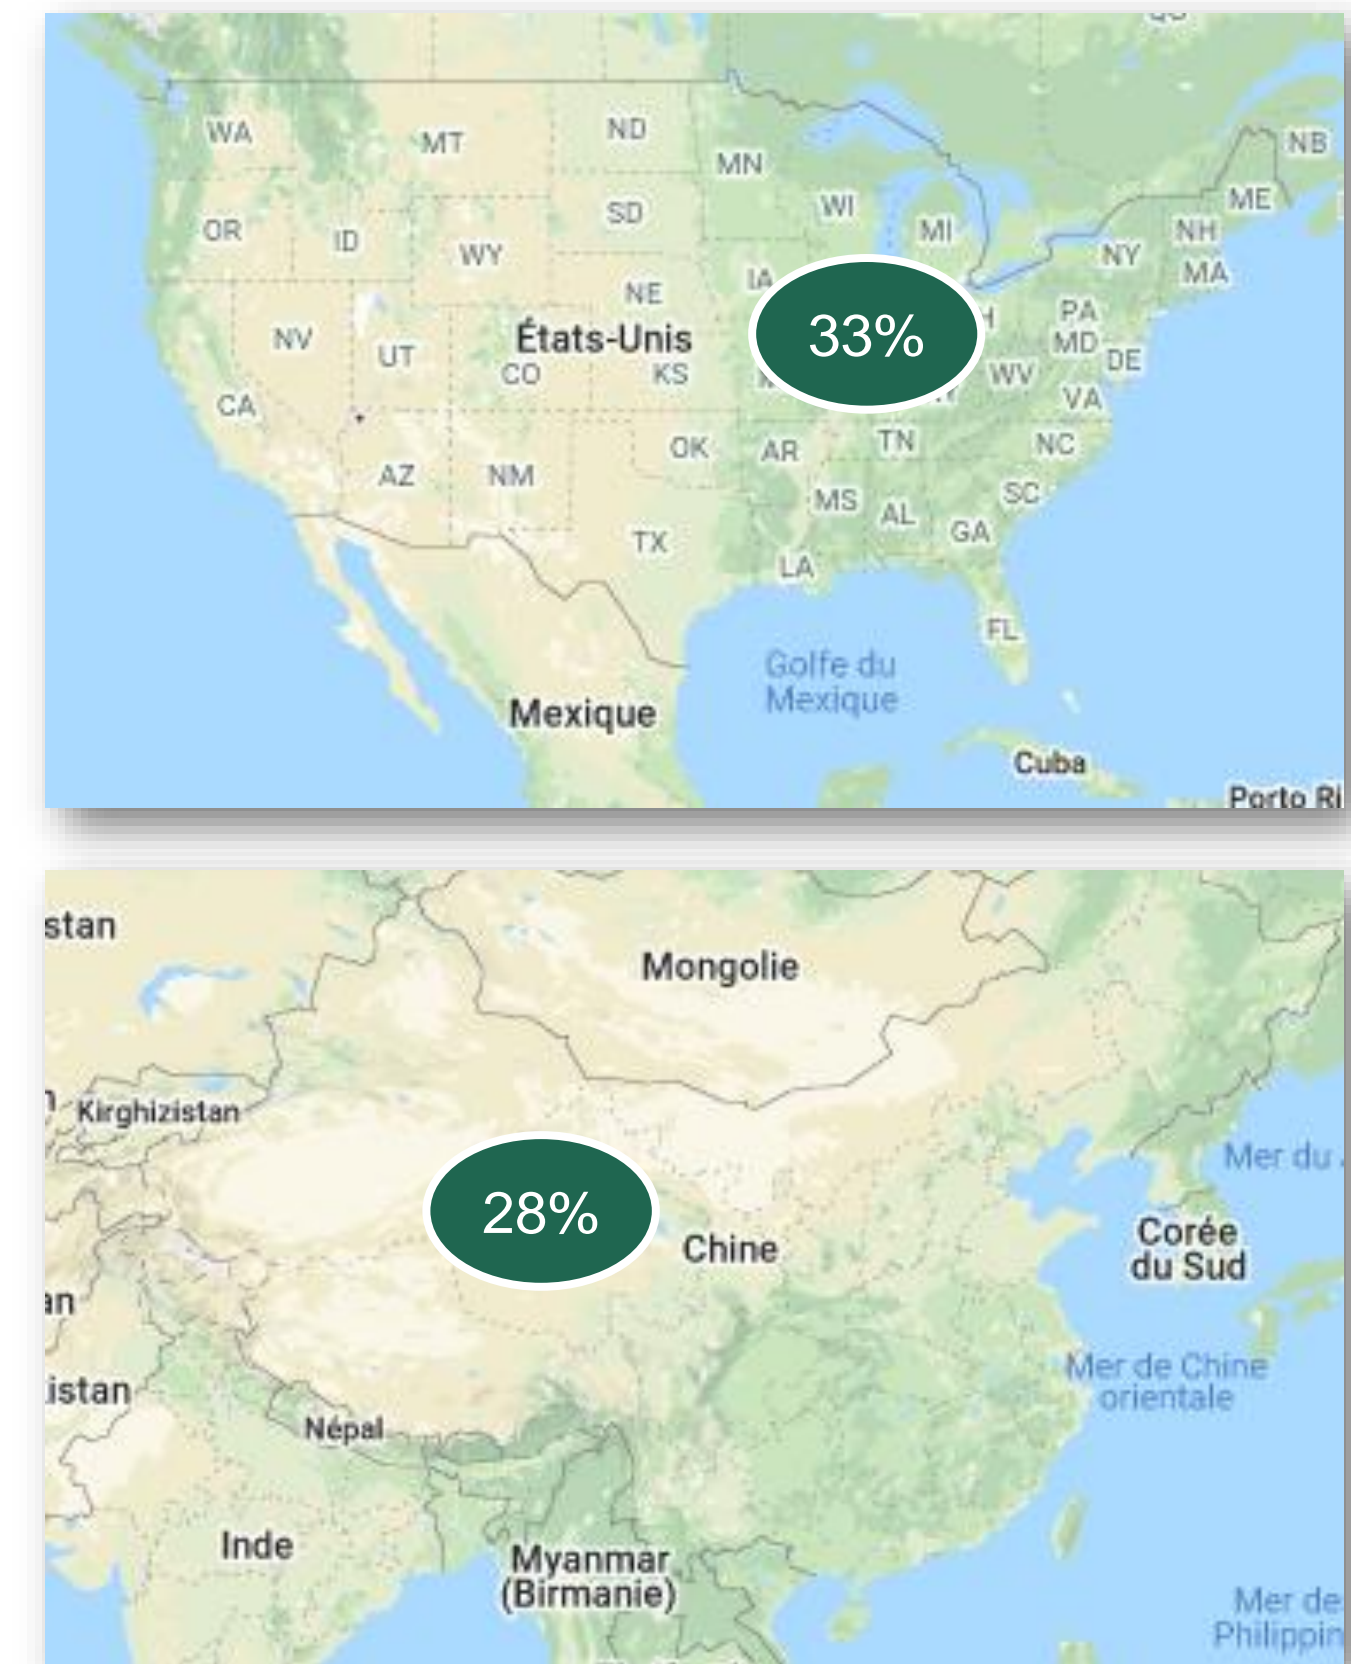 WA
MT
ND
MN
NB
OR
ID
WY
SD
WI
MI
ME
NH
NY
MA
NE
IA
NV
UT
États-Unis
CO
KS
33%
PA
MD
DE
WV
VA
CA
AZ
NM
OK
AR
TN
NC
SC
MS
AL
GA
TX
LA
FL
Golfe du
Mexique
Mexique
Cuba
Porto Ri
stan
Mongolie
Kirghizistan
Mer du
28%
Chine
Corée
du Sud
an
istan
Mer de Chine
orientale
Népal
Inde
Myanmar
(Birmanie)
Mer de
Philippin